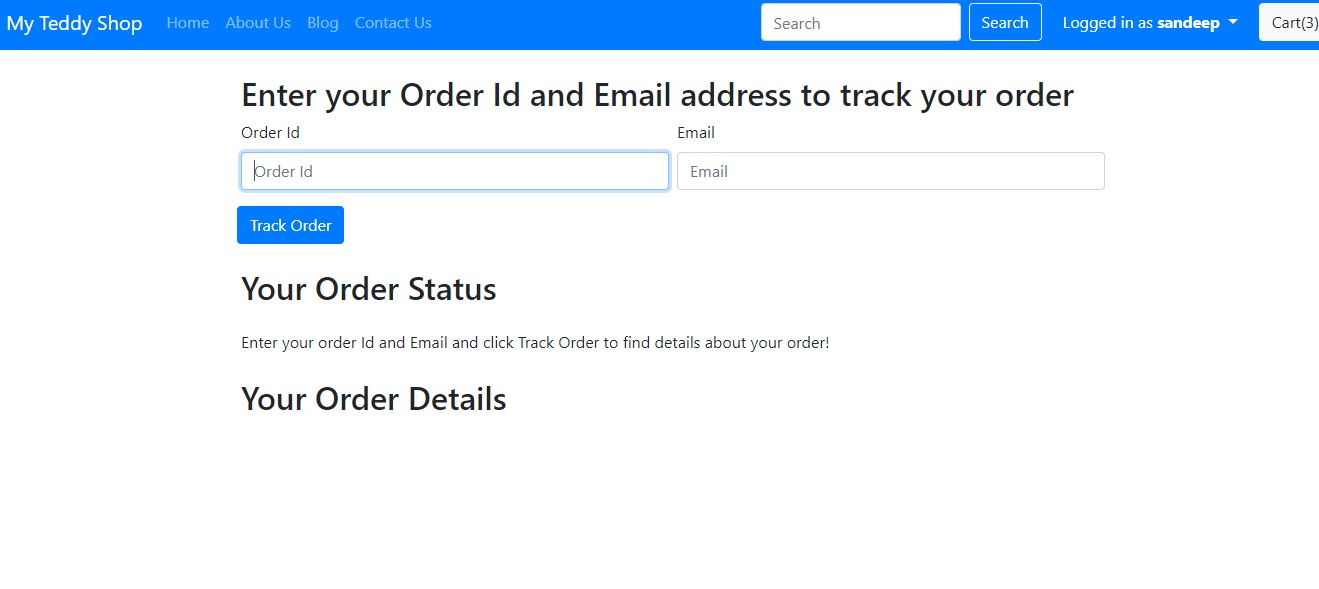 My Teddy Shop Home About Us Blog Contact Us Search Search Logged in as sandeep Cart(3)
Enter your Order Id and Email address to track your order
Order Id Email
Order Id Email
Track Order
Your Order Status
Enter your order Id and Email and click Track Order to find details about your order!
Your Order Details